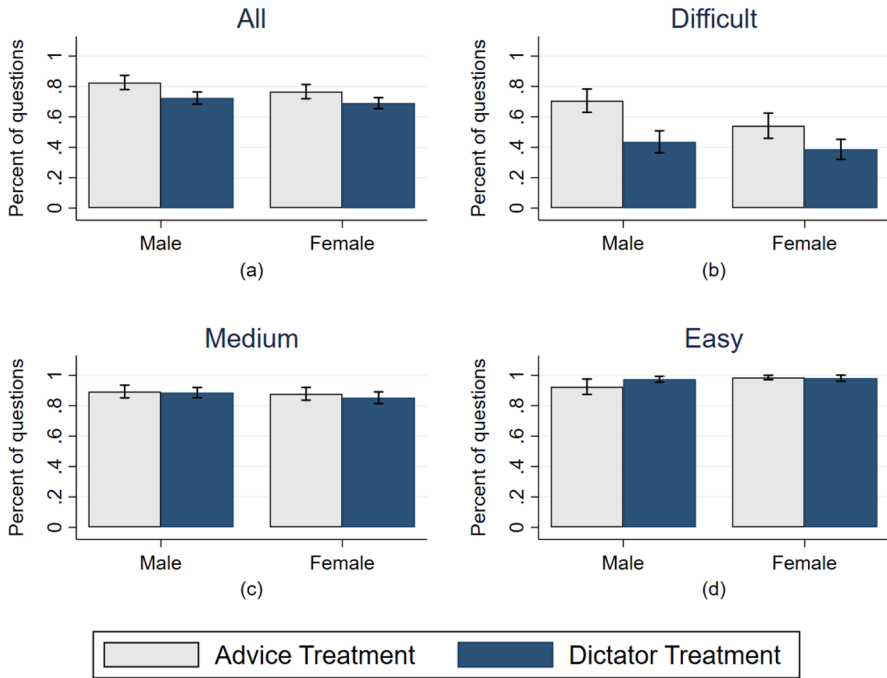 All
Percent of questions
1
.8
.6
.4
.2
0
Male
Female
(a)
Difficult
Percent of questions
1
.8
.6
.4
.2
0
Male
Female
(b)
Medium
Percent of questions
1
.8
.6
.4
.2
0
Male
Female
(c)
Easy
Percent of questions
1
.8
.6
.4
.2
0
Male
Female
(d)
Advice Treatment
Dictator Treatment